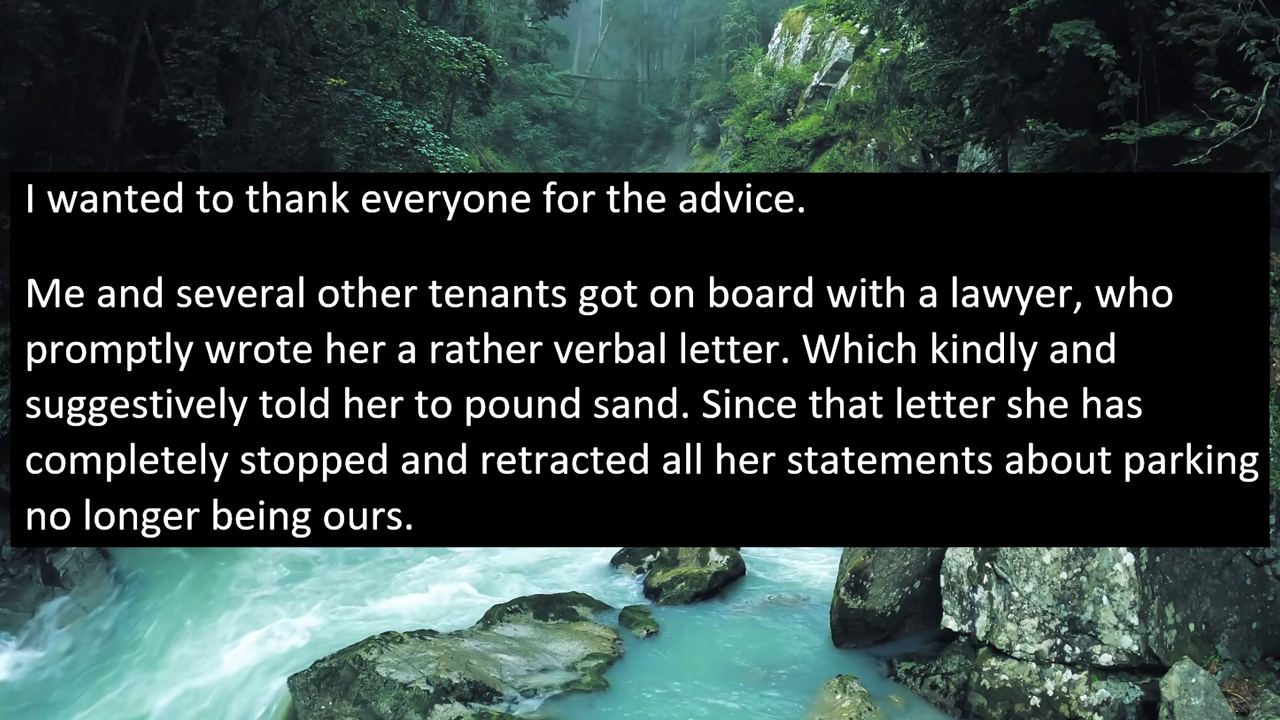 I wanted to thank everyone for the advice.
Me and several other tenants got on board with a lawyer, who
promptly wrote her a rather verbal letter. Which kindly and
suggestively told her to pound sand. Since that letter she has
completely stopped and retracted all her statements about parking
no longer being ours.